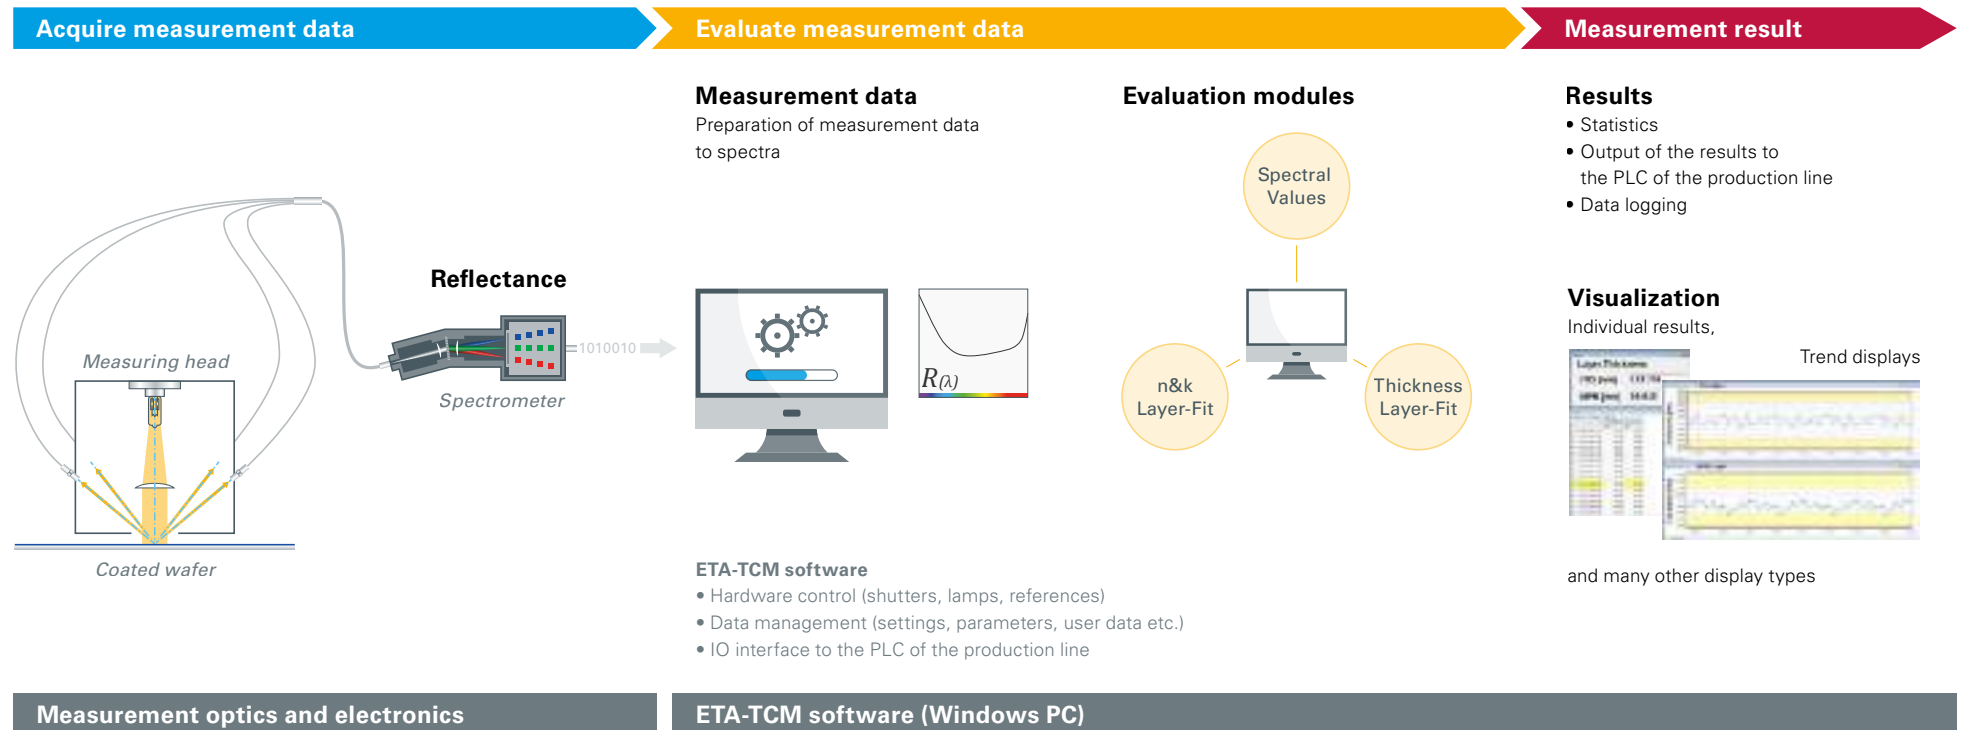 Acquire measurement data
Evaluate measurement data
Measurement result
Measurement data
Preparation of measurement data
to spectra
Evaluation modules
Spectral
Values
n&k
Layer-Fit
Thickness
Layer-Fit
Results
• Statistics
• Output of the results to
the PLC of the production line
• Data logging
Reflectance
1010010
Spectrometer
Measuring head
Coated wafer
R(λ)
Visualization
Individual results,
Trend displays
Layer Thickness
and many other display types
ETA-TCM software
• Hardware control (shutters, lamps, references)
• Data management (settings, parameters, user data etc.)
• IO interface to the PLC of the production line
Measurement optics and electronics
ETA-TCM software (Windows PC)